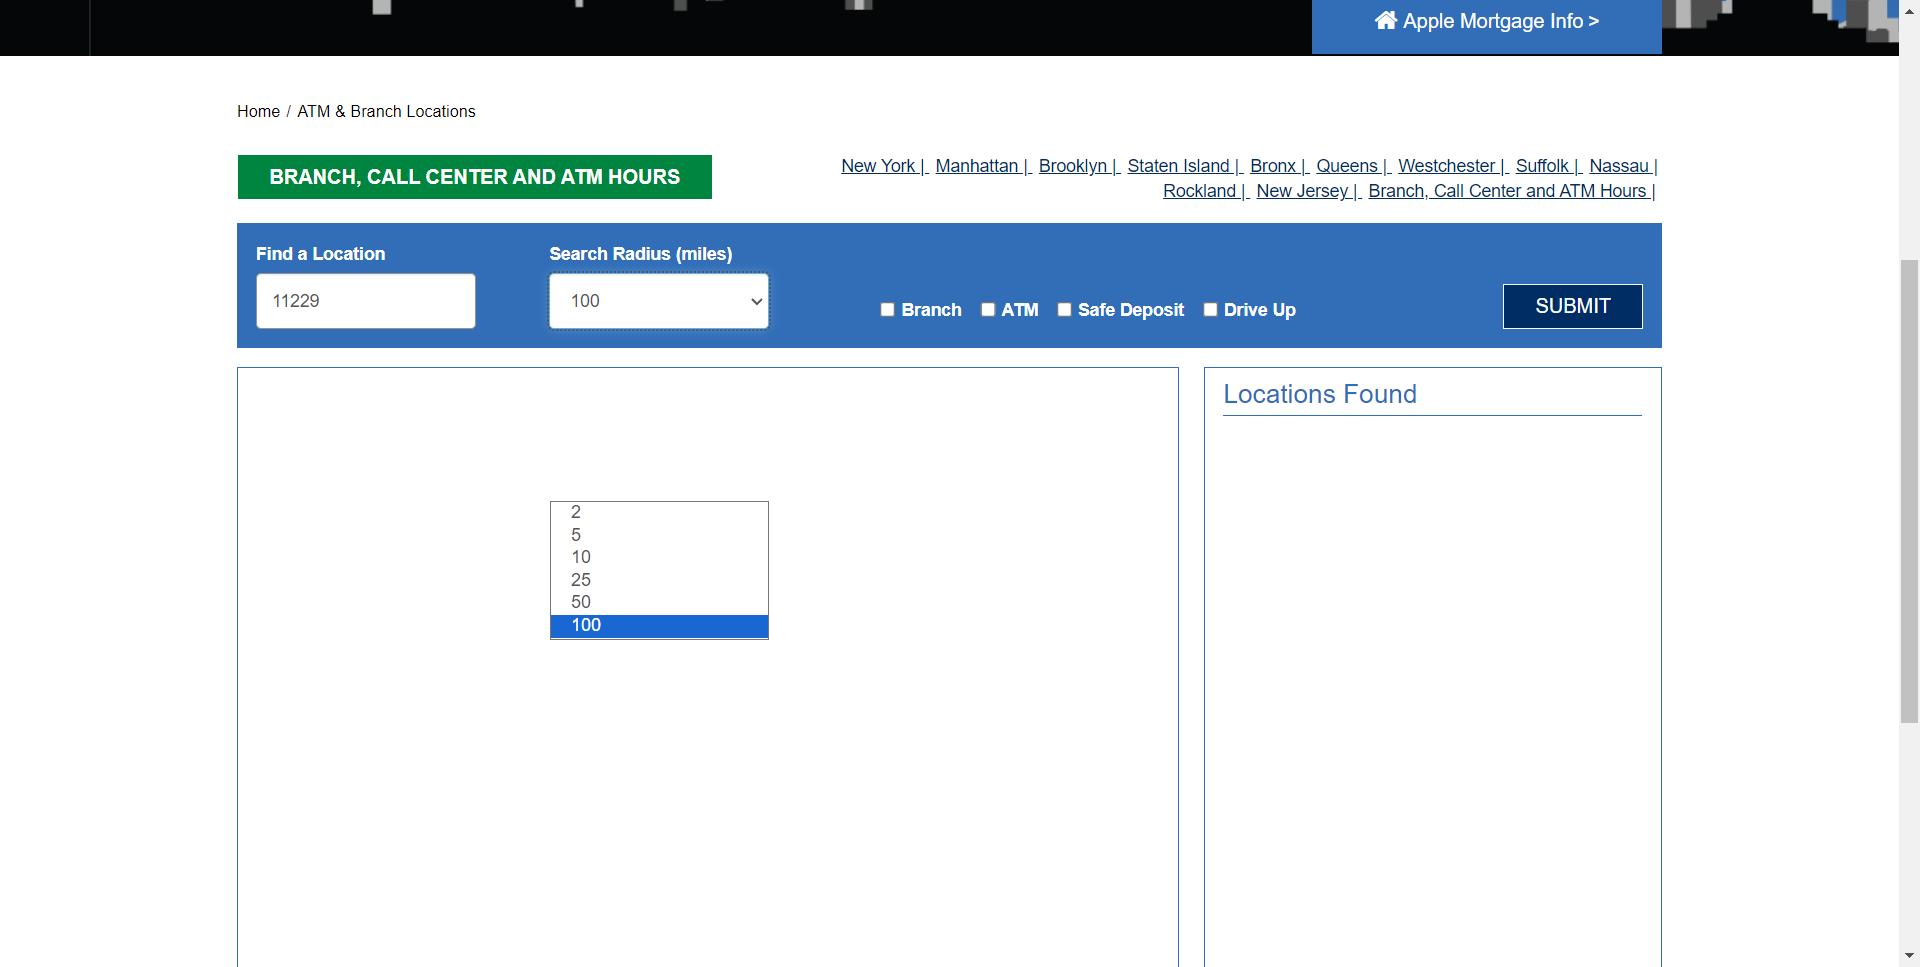 Apple Mortgage Info >
Home / ATM & Branch Locations
BRANCH, CALL CENTER AND ATM HOURS
New York | Manhattan | Brooklyn | Staten Island | Bronx | Queens | Westchester | Suffolk | Nassau |
Rockland | New Jersey | Branch, Call Center and ATM Hours |
Find a Location
Search Radius (miles)
11229
100
Branch ATM Safe Deposit Drive Up
SUBMIT
Locations Found
2
5
10
25
50
100